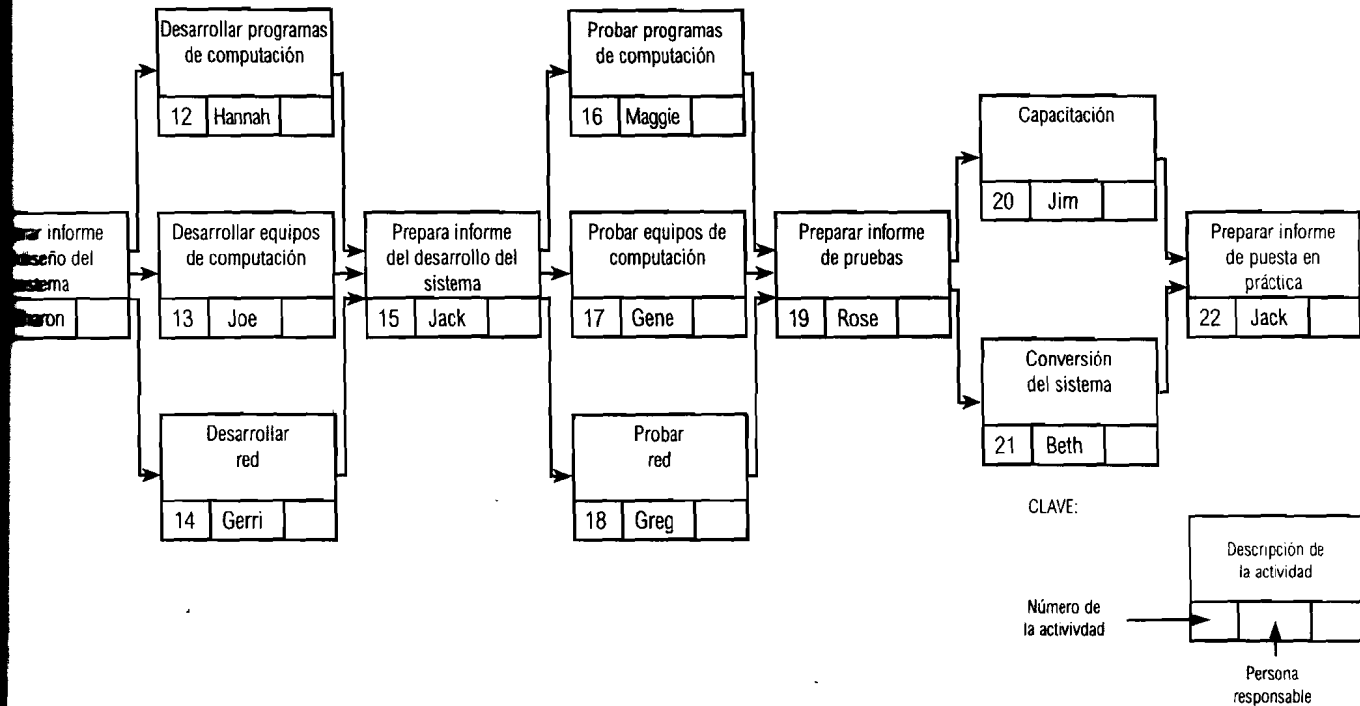 Desarrollar programas
de computación
12 Hannah
Probar programas
de computación
16 Maggie
Capacitación
20 Jim
informe
diseño del
Desarrollar equipos
de computación
13 Joe
Prepara informe
del desarrollo del
sistema
15 Jack
Probar equipos de
computación
17 Gene
Preparar informe
de pruebas
19 Rose
Preparar informe
de puesta en
práctica
22 Jack
Conversión
del sistema
21 Beth
Desarrollar
red
14 Gerri
Probar
red
18 Greg
CLAVE:
Descripción de
la actividad
Número de
la activivdad
Persona
responsable